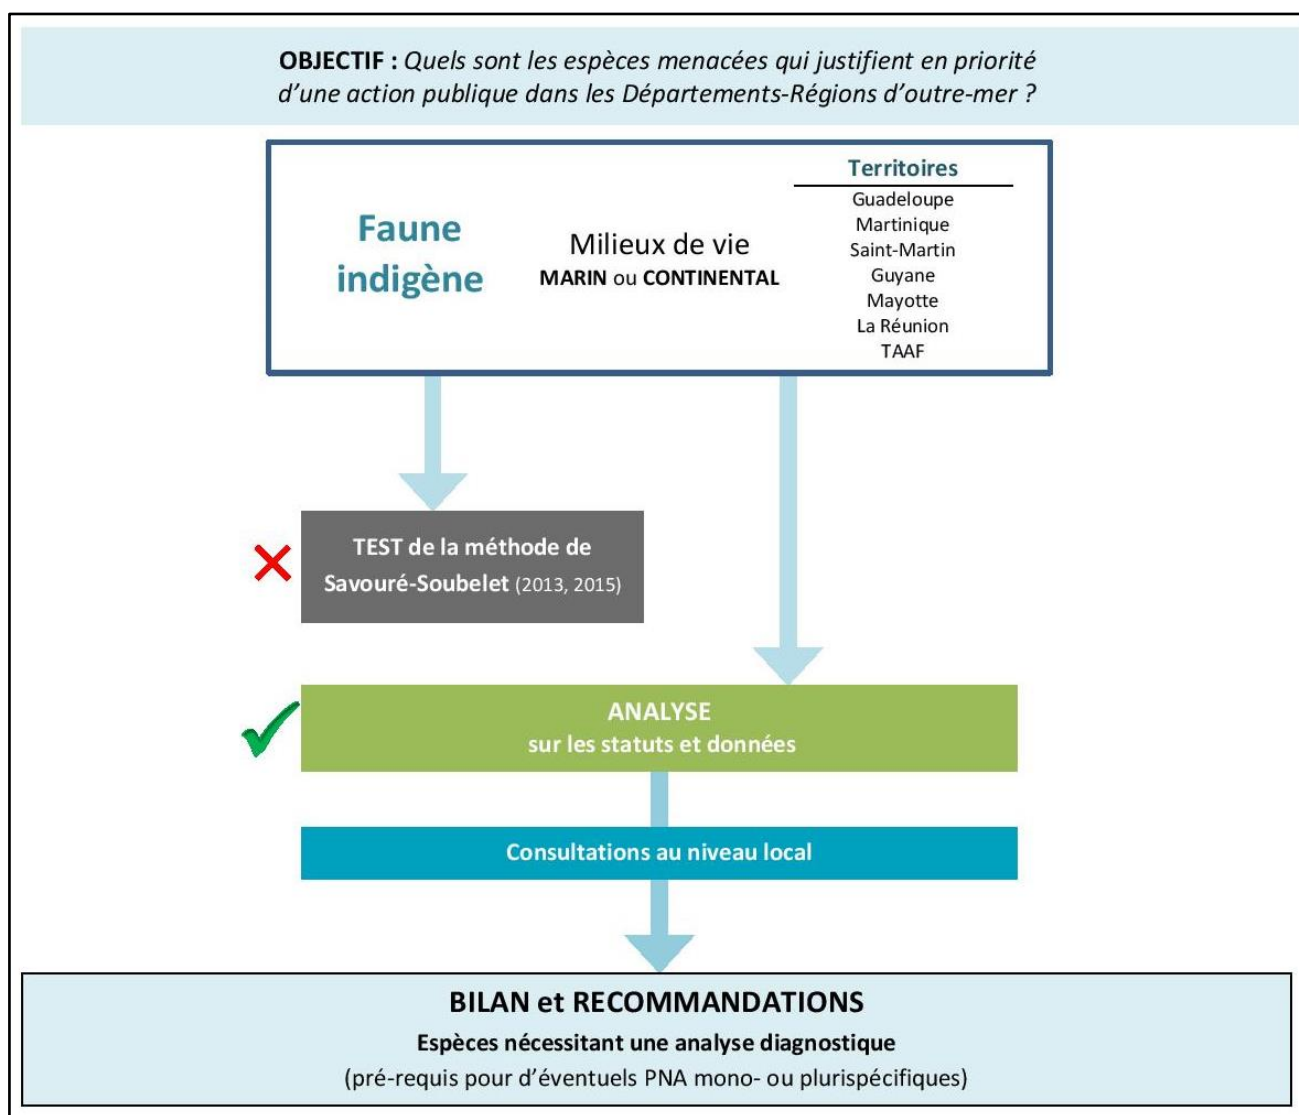 OBJECTIF : Quels sont les espèces menacées qui justifient en priorité
d'une action publique dans les Départements-Régions d'outre-mer ?
Faune
indigène
Milieux de vie
MARIN ou CONTINENTAL
Territoires
Guadeloupe
Martinique
Saint-Martin
Guyane
Mayotte
La Réunion
TAAF
TEST de la méthode de
Savouré-Soubelet (2013, 2015)
ANALYSE
sur les statuts et données
Consultations au niveau local
BILAN et RECOMMANDATIONS
Espèces nécessitant une analyse diagnostique
(pré-requis pour d'éventuels PNA mono- ou plurispécifiques)